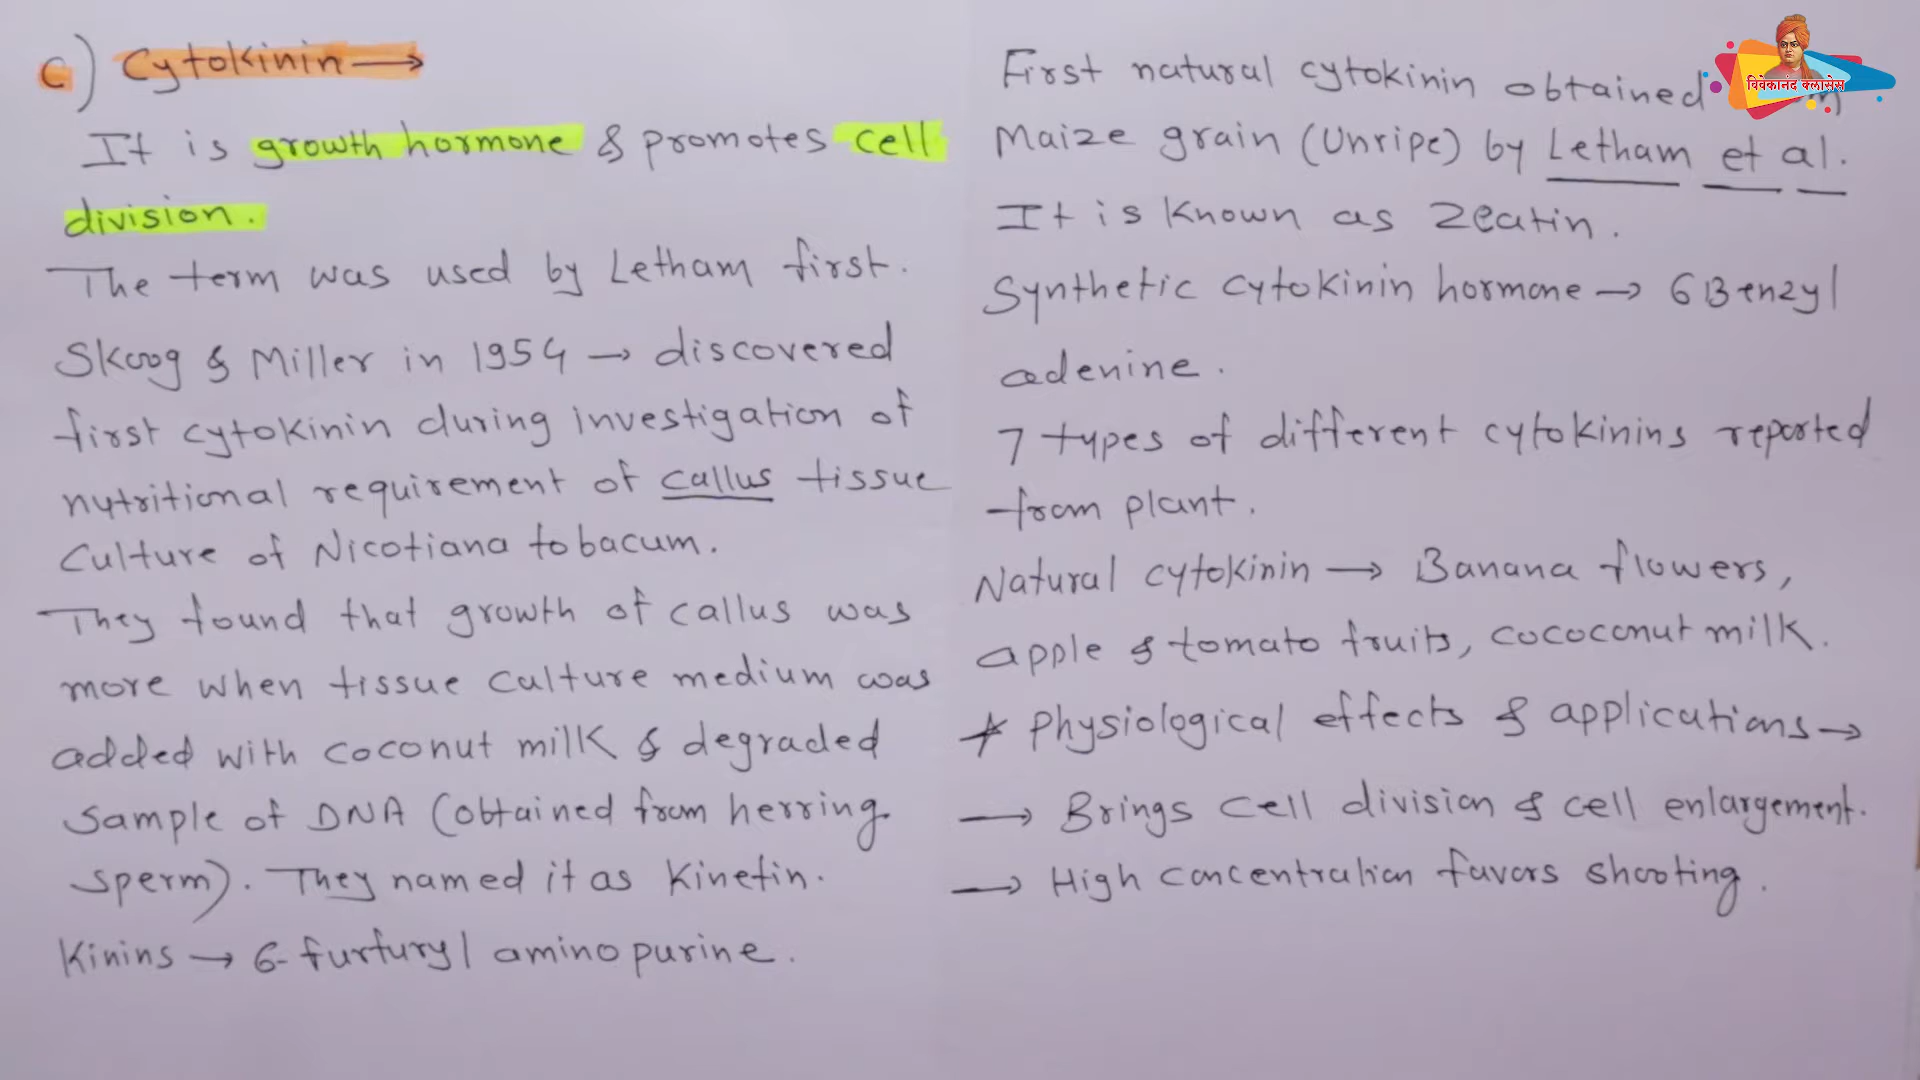 c) Cytokinin →
It is growth hormone & promotes cell
division.
The term was used by Letham first.
Skoog & Miller in 1954 → discovered
first cytokinin during investigation of
nutritional requirement of callus tissue
culture of Nicotiana tobacum.
They found that growth of callus was
more when tissue culture medium was
added with coconut milk & degraded
sample of DNA (obtained from herring
sperm). They named it as Kinetin.
Kinins → 6-furfuryl amino purine.
First natural cytokinin obtained
Maize grain (Unripe) by Letham et al.
It is known as Zeatin.
Synthetic cytokinin hormone → 6 Benzyl
adenine.
7 types of different cytokinins reported
from plant.
Natural cytokinin → Banana flowers,
apple & tomato fruits, cococonut milk.
* Physiological effects & applications →
→ Brings cell division & cell enlargement.
→ High concentration favors shooting.
विवेकानंद क्लासेस